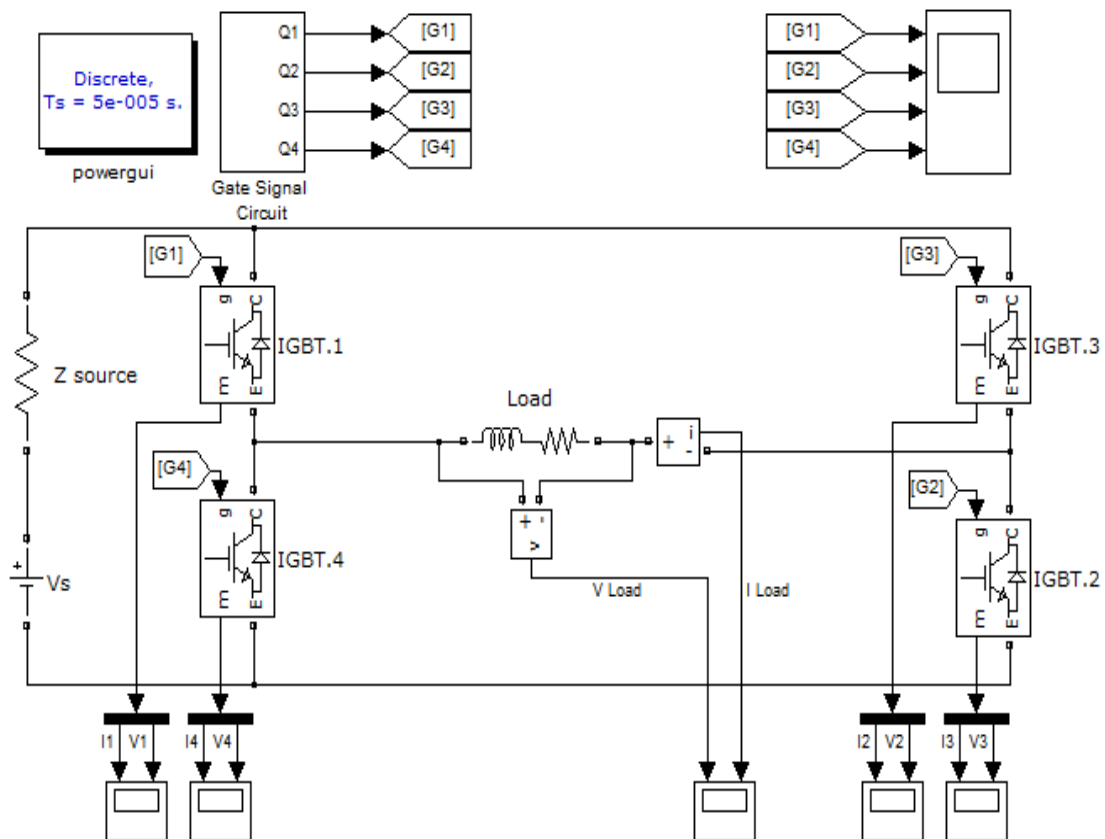 Discrete,
Ts = 5e-005 s.
powergui
Q1
Q2
Q3
Q4
Gate Signal
Circuit
[G1]
[G2]
[G3]
[G4]
[G1]
[G2]
[G3]
[G4]
[G1]
g
C
m
E
IGBT.1
[G3]
g
C
m
E
IGBT.3
Z source
Load
+
i
-
[G4]
g
C
m
E
IGBT.4
+
-
v
[G2]
g
C
m
E
IGBT.2
+
Vs
V Load
I Load
I1
V1
I4
V4
I2
V2
I3
V3